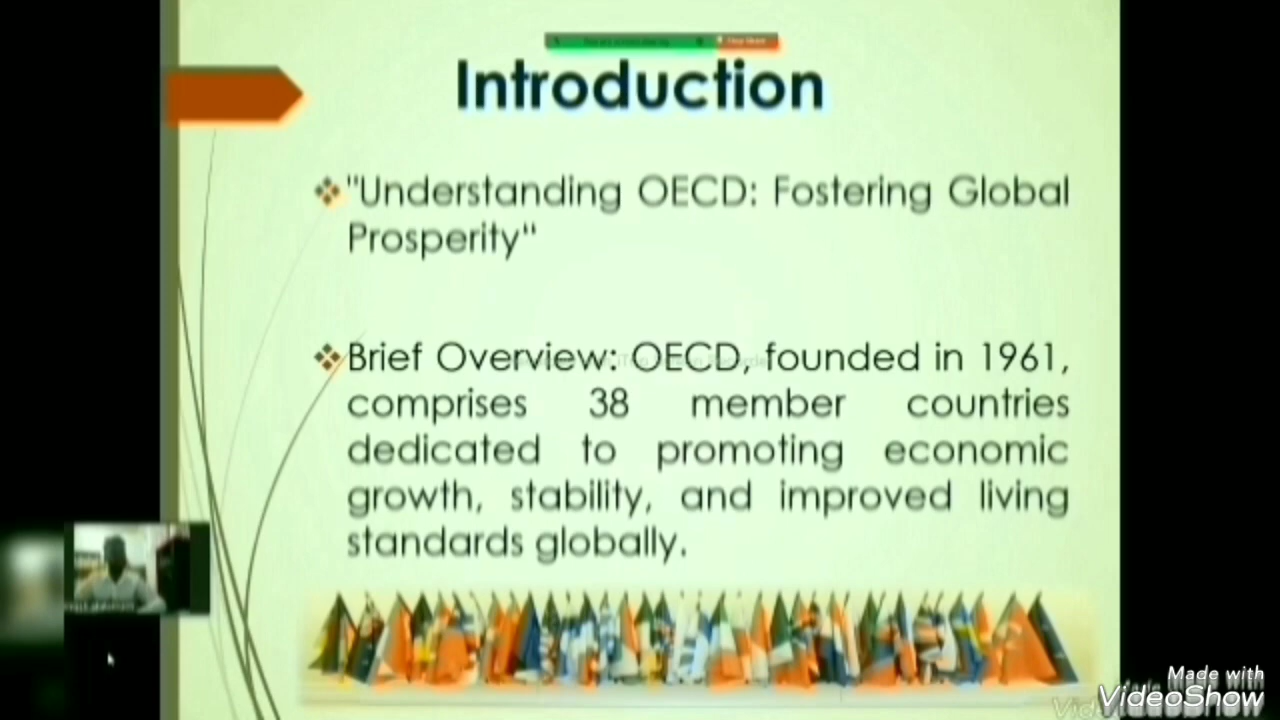 Introduction
"Understanding OECD: Fostering Global
Prosperity“
Brief Overview: OECD, founded in 1961,
comprises 38 member countries
dedicated to promoting economic
growth, stability, and improved living
standards globally.
Made with
VideoShow